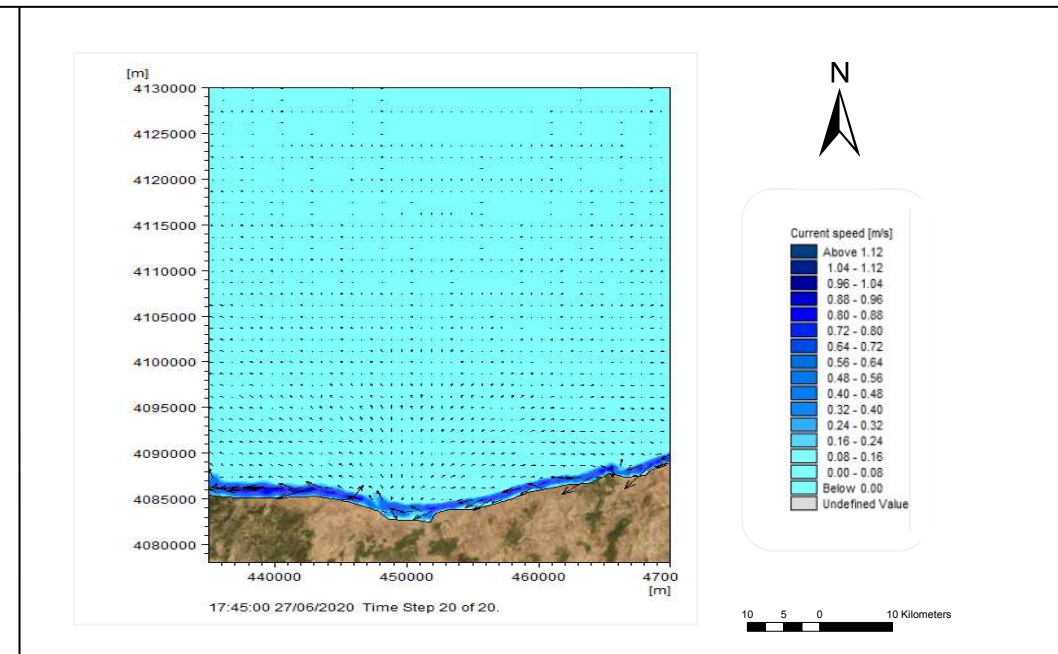 [m]
4130000
4125000
4120000
4115000
4110000
4105000
4100000
4095000
4090000
4085000
4080000
440000 450000 460000 4700
[m]
17:45:00 27/06/2020 Time Step 20 of 20.
N
Current speed [m/s]
Above 1.12
1.04 - 1.12
0.96 - 1.04
0.88 - 0.96
0.80 - 0.88
0.72 - 0.80
0.64 - 0.72
0.56 - 0.64
0.48 - 0.56
0.40 - 0.48
0.32 - 0.40
0.24 - 0.32
0.16 - 0.24
0.08 - 0.16
0.00 - 0.08
Below 0.00
Undefined Value
10 5 0 10 Kilometers